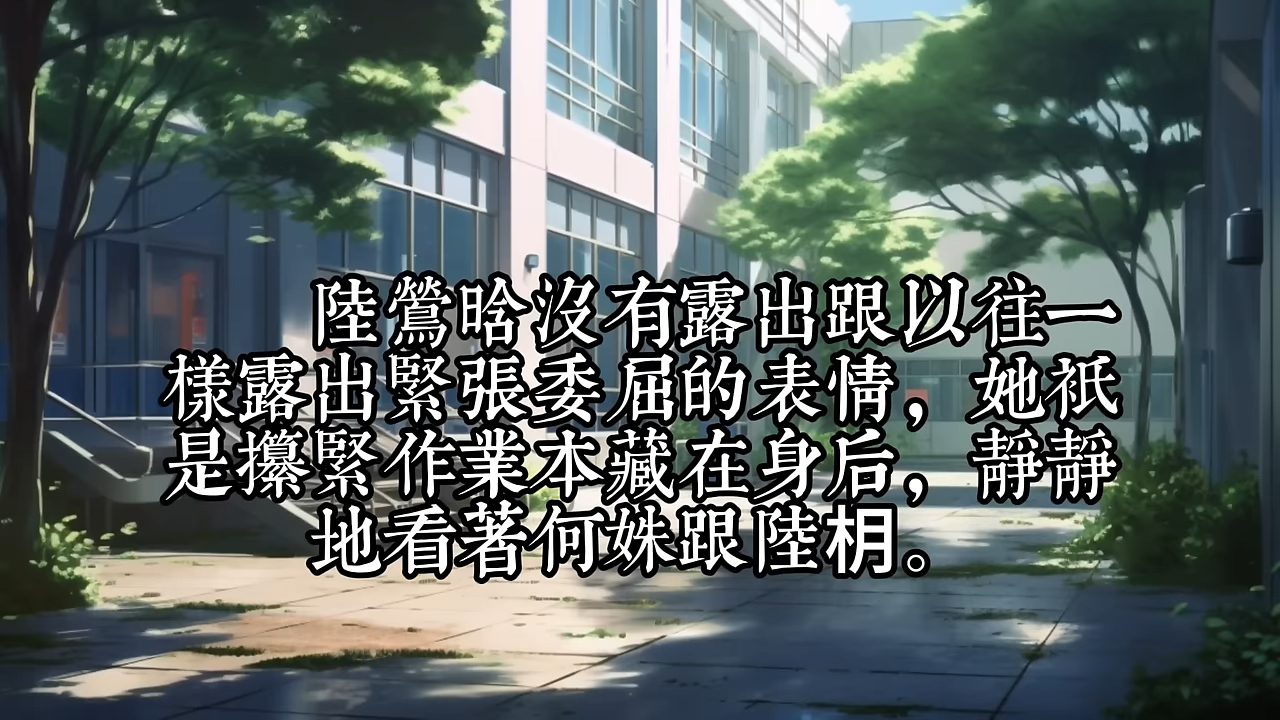 陸鶯晗沒有露出跟以往一
樣露出緊張委屈的表情，她衹
是攥緊作業本藏在身后，靜靜
地看著何姝跟陸枂。